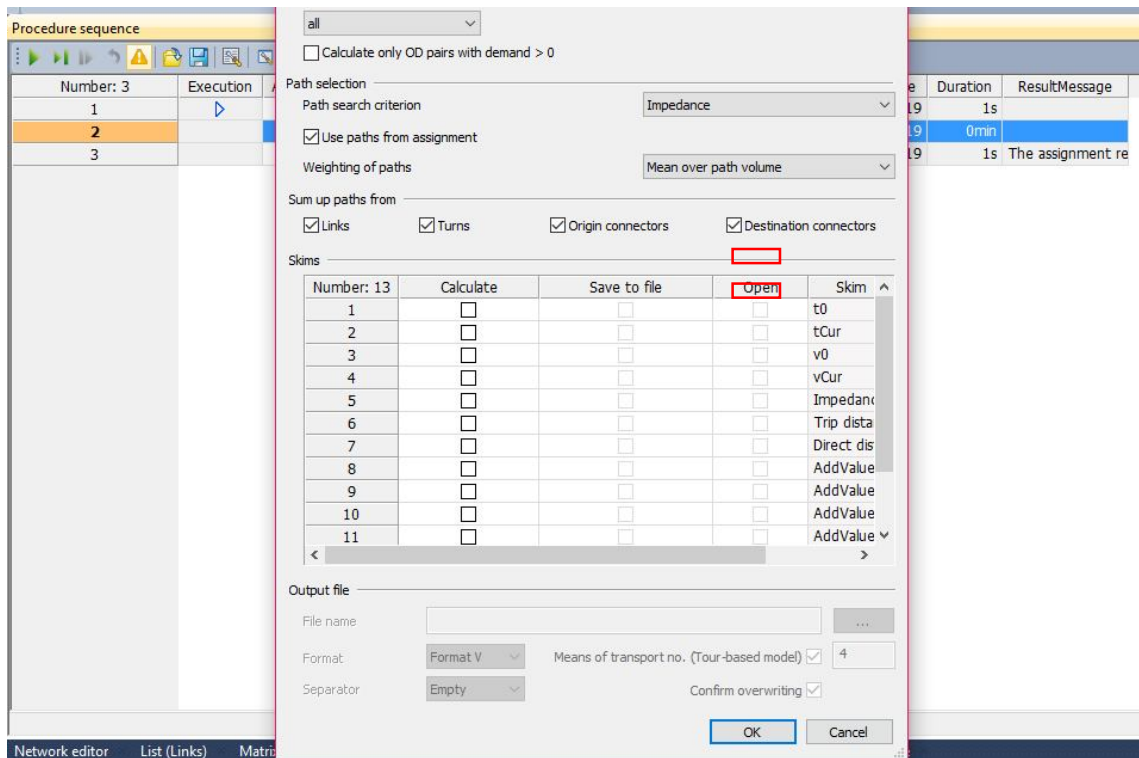 Procedure sequence
all
Calculate only OD pairs with demand > 0
Number: 3 Execution Path selection Duration ResultMessage
1 Path search criterion Impedance 19 1s
2 Use paths from assignment 19 0min
3 Weighting of paths Mean over path volume 19 1s The assignment re
Sum up paths from
Links Turns Origin connectors Destination connectors
Skims
Number: 13 Calculate Save to file Open Skim
1 t0
2 tCur
3 v0
4 vCur
5 Impedanc
6 Trip dista
7 Direct dis
8 AddValue
9 AddValue
10 AddValue
11 AddValue
Output file
File name ...
Format Format V Means of transport no. (Tour-based model) 4
Separator Empty Confirm overwriting
OK Cancel
Network editor List (Links) Matri